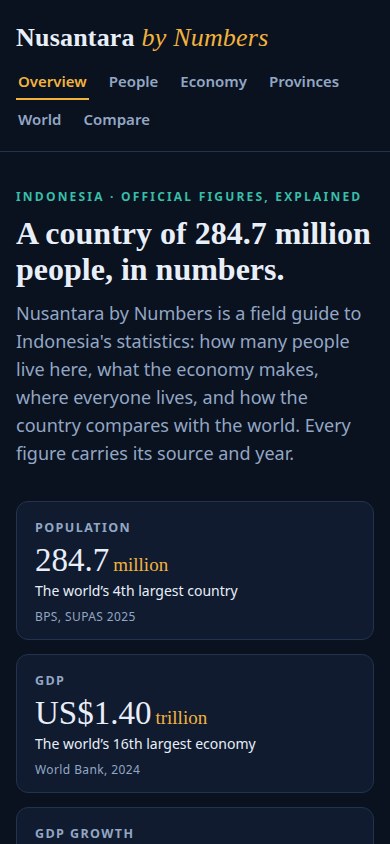 Nusantara by Numbers
Overview People Economy Provinces
World Compare
INDONESIA · OFFICIAL FIGURES, EXPLAINED
A country of 284.7 million
people, in numbers.
Nusantara by Numbers is a field guide to
Indonesia's statistics: how many people
live here, what the economy makes,
where everyone lives, and how the
country compares with the world. Every
figure carries its source and year.
POPULATION
284.7 million
The world’s 4th largest country
BPS, SUPAS 2025
GDP
US$1.40 trillion
The world’s 16th largest economy
World Bank, 2024
GDP GROWTH